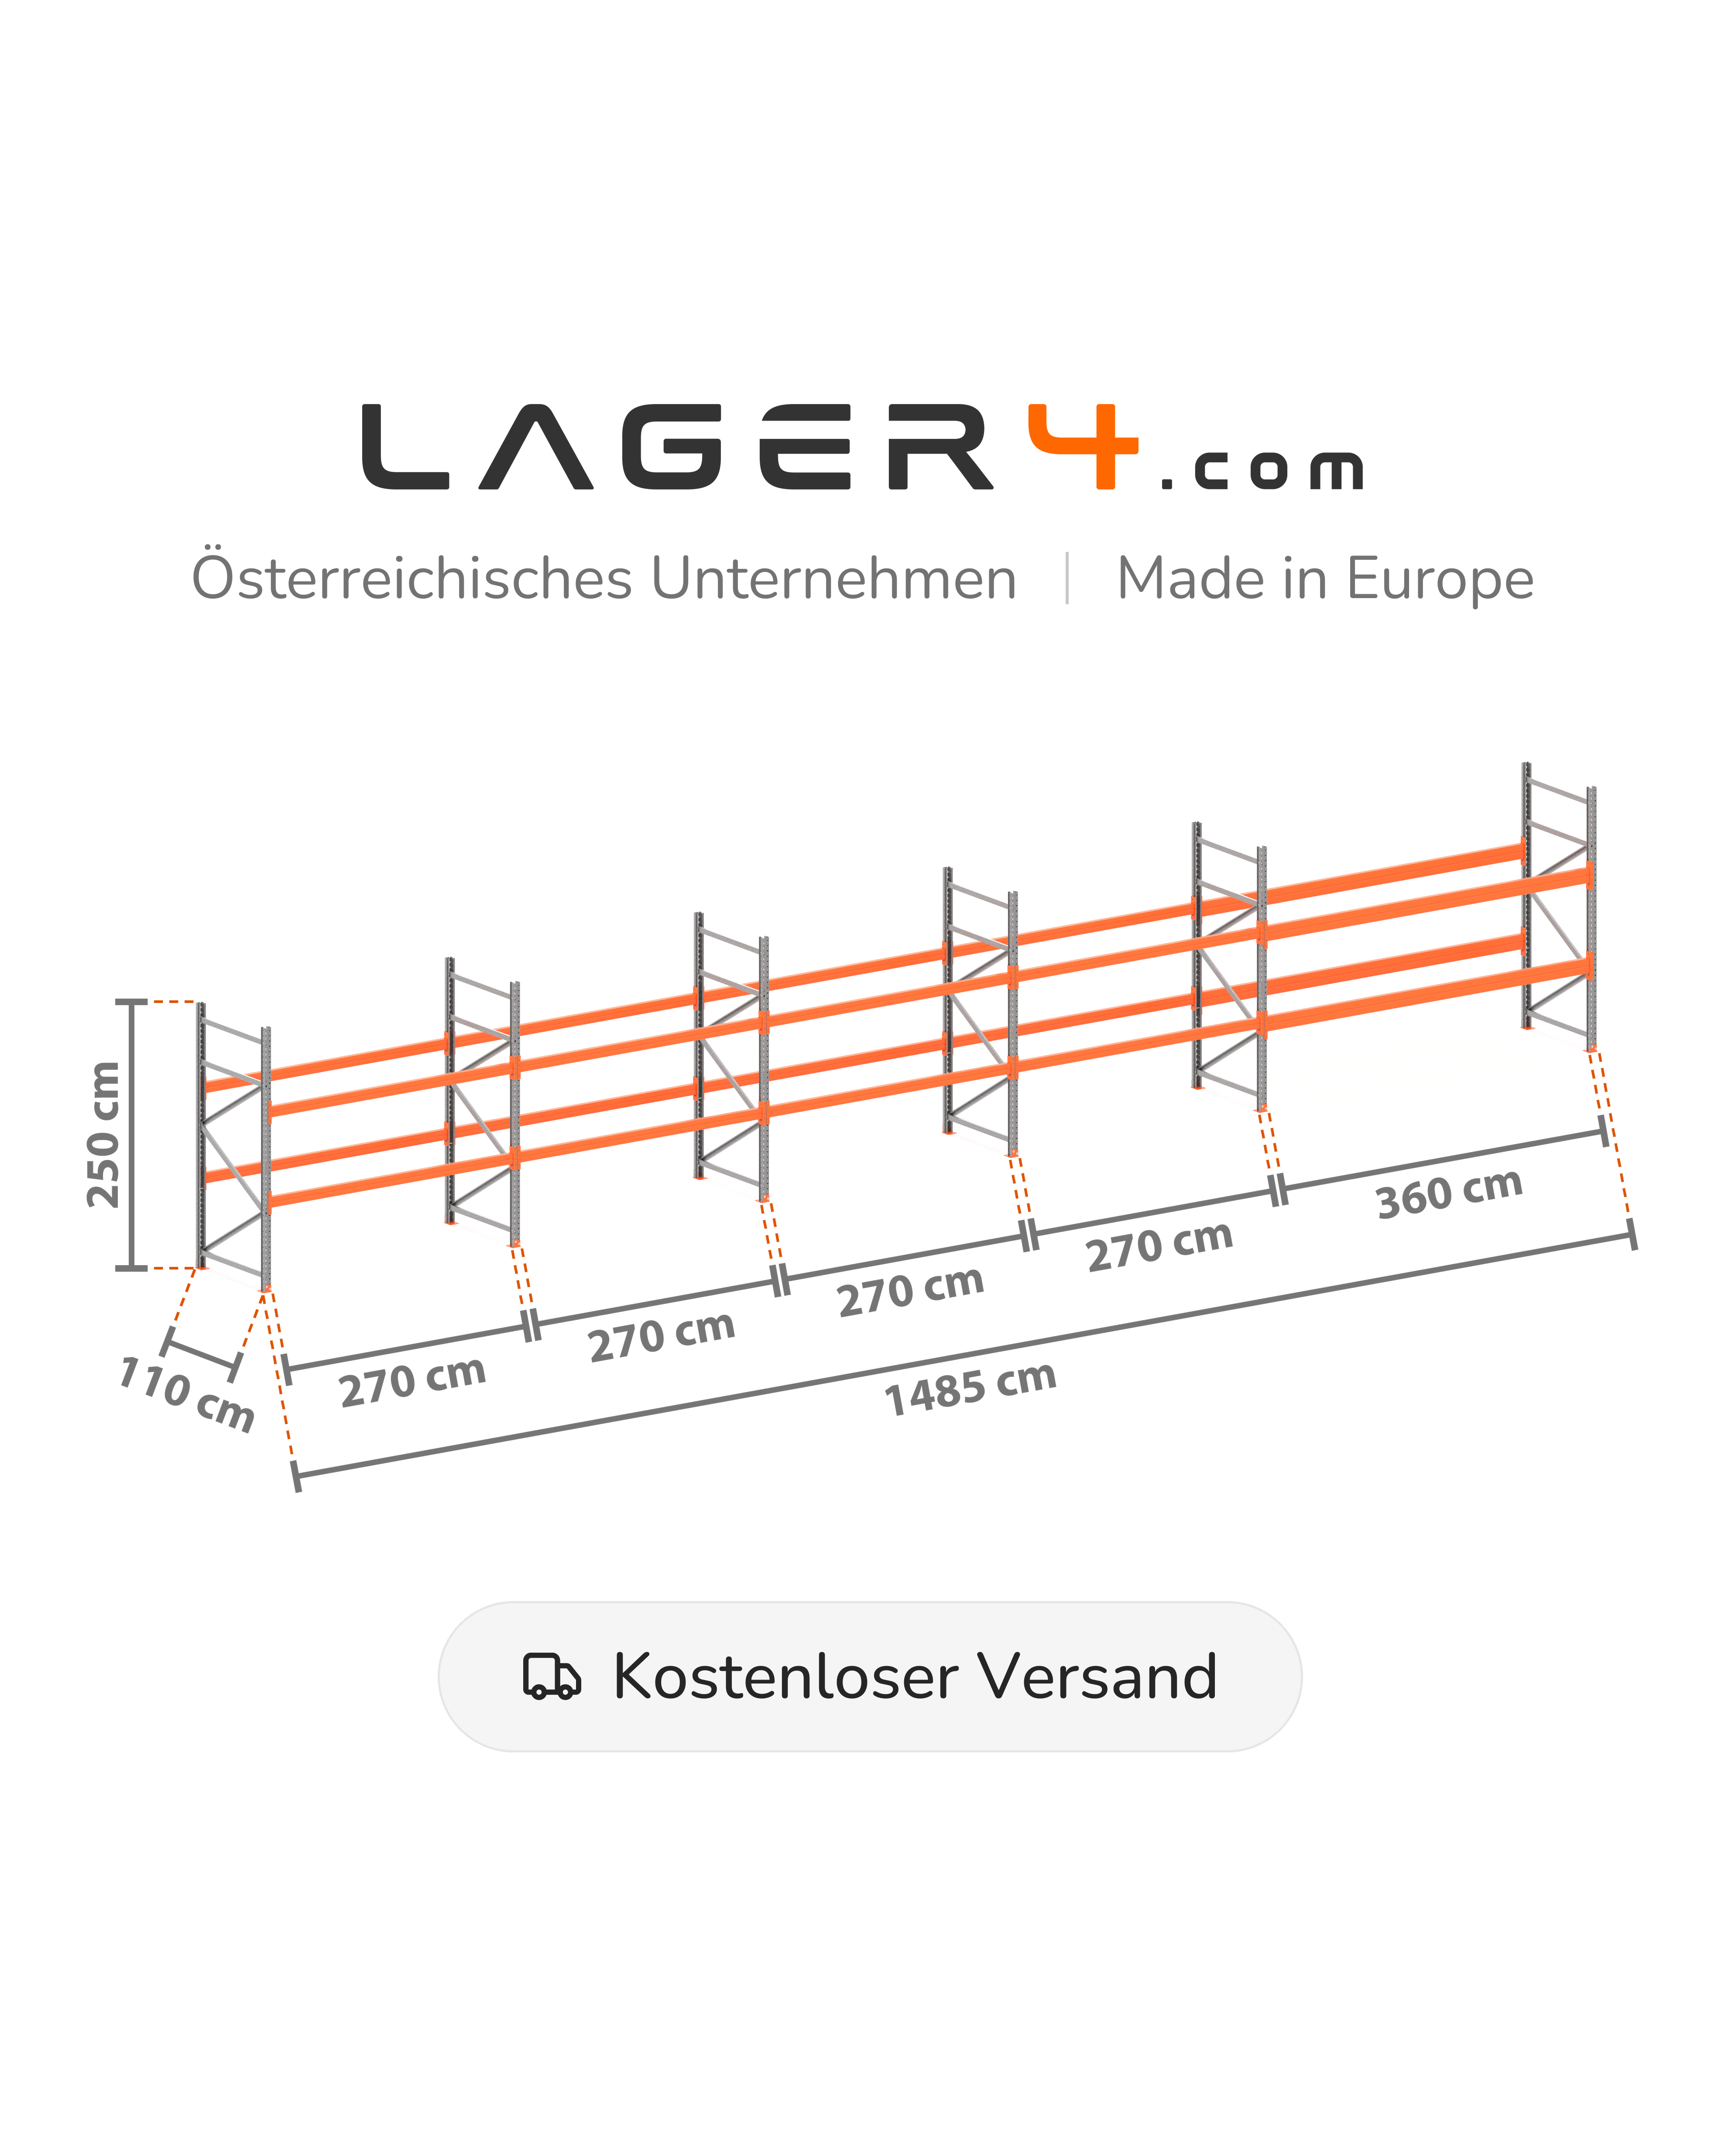 LAGER4.com
Österreichisches Unternehmen | Made in Europe
250 cm
110 cm
270 cm
270 cm
270 cm
270 cm
360 cm
1485 cm
Kostenloser Versand